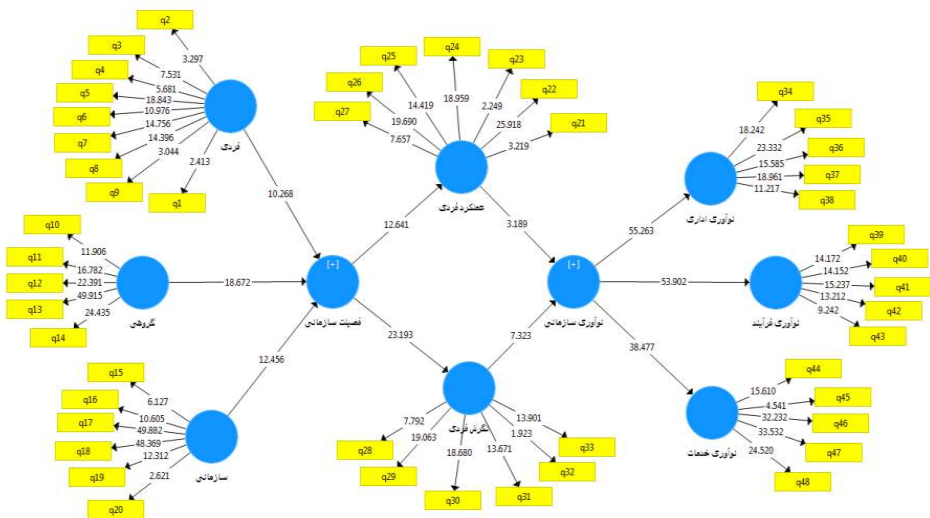 q2
q3
q4
q5
q6
q7
q8
q9
q1
3.297
7.531
5.681
18.843
10.976
14.756
14.396
3.044
2.413
فردی
10.268
q10
q11
q12
q13
q14
11.906
16.782
22.391
49.915
24.435
گروهی
18.672
q15
q16
q17
q18
q19
q20
6.127
10.605
49.882
48.369
12.312
2.621
سازمانی
12.456
[+]
فضیلت سازمانی
12.641
23.193
q27
q26
q25
q24
q23
q22
q21
7.657
19.690
14.419
18.959
2.249
25.918
3.219
عملکرد فردی
3.189
q28
q29
q30
q31
q32
q33
7.792
19.063
18.680
13.671
1.923
13.901
نگرش فردی
7.323
[+]
نوآوری سازمانی
55.263
53.902
38.477
q34
q35
q36
q37
q38
18.242
23.332
15.585
18.961
11.217
نوآوری اداری
q39
q40
q41
q42
q43
14.172
14.152
15.237
13.212
9.242
نوآوری فرآیند
q44
q45
q46
q47
q48
15.610
4.541
32.232
33.532
24.520
نوآوری خدمات